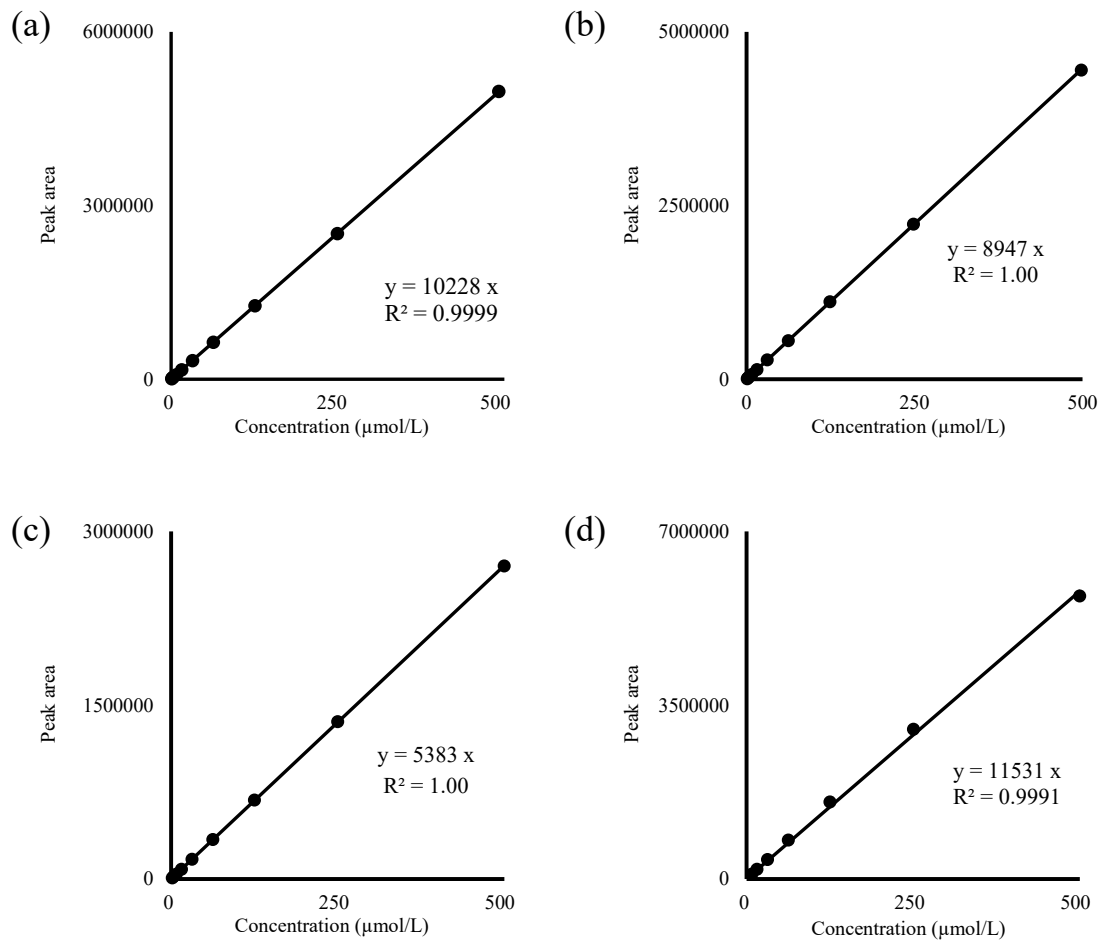 (a)
6000000
3000000
0
Peak area
y = 10228 x
R² = 0.9999
0 250 500
Concentration (µmol/L)
(b)
5000000
2500000
0
Peak area
y = 8947 x
R² = 1.00
0 250 500
Concentration (µmol/L)
(c)
3000000
1500000
0
Peak area
y = 5383 x
R² = 1.00
0 250 500
Concentration (µmol/L)
(d)
7000000
3500000
0
Peak area
y = 11531 x
R² = 0.9991
0 250 500
Concentration (µmol/L)